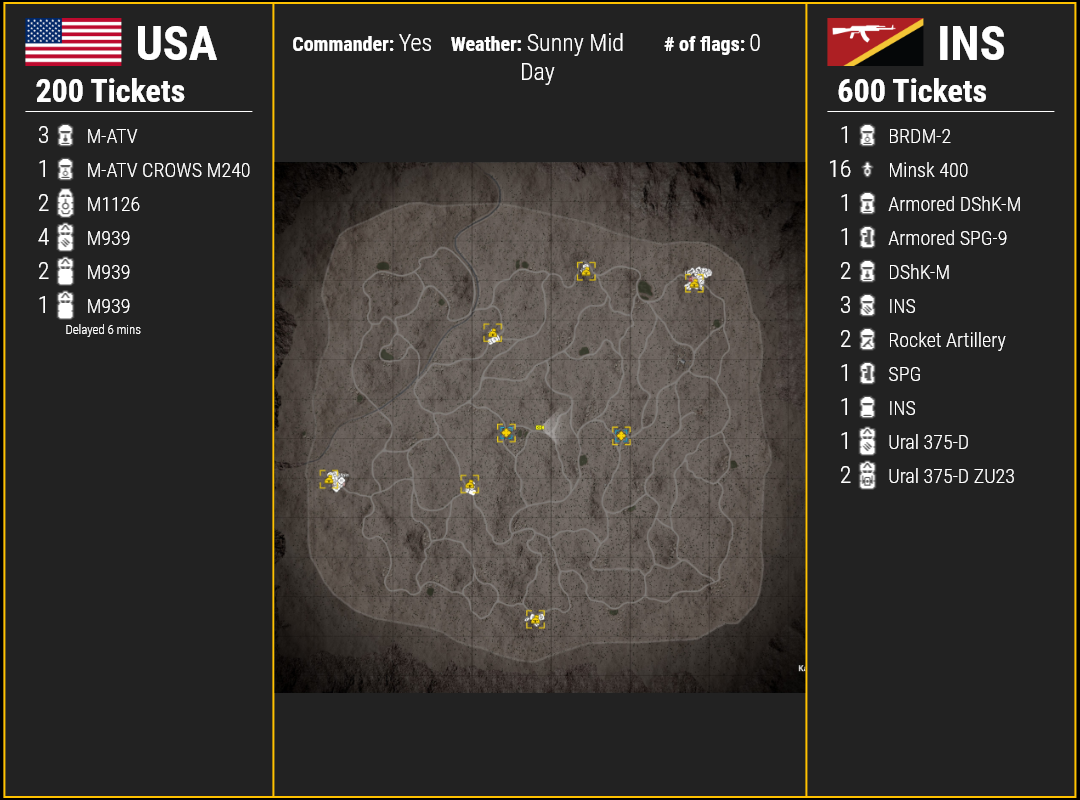 USA
200 Tickets
3 M-ATV
1 M-ATV CROWS M240
2 M1126
4 M939
2 M939
1 M939
Delayed 6 mins
Commander: Yes Weather: Sunny Mid Day # of flags: 0
INS
600 Tickets
1 BRDM-2
16 Minsk 400
1 Armored DShK-M
1 Armored SPG-9
2 DShK-M
3 INS
2 Rocket Artillery
1 SPG
1 INS
1 Ural 375-D
2 Ural 375-D ZU23